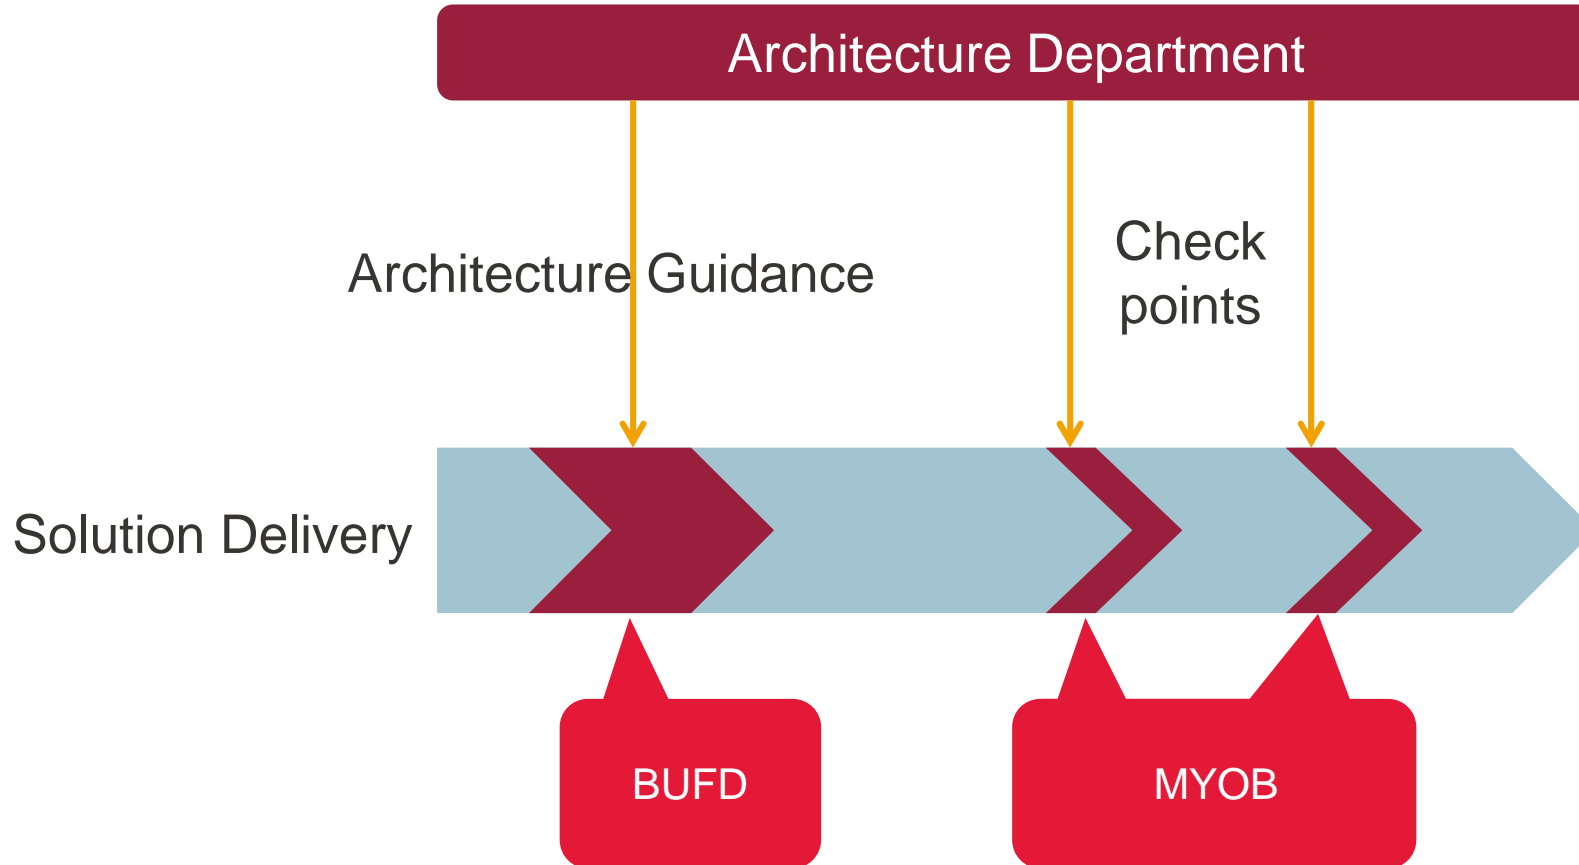 Architecture Department
Architecture Guidance
Check
points
Solution Delivery
BUFD
MYOB